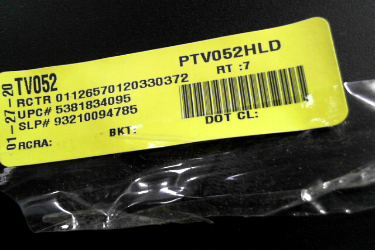 01-27-20
TV052
RCTR 01126570120330372
UPC# 5381834095
SLP# 93210094785
BKT:
RCRA:
PTV052HLD
RT :7
DOT CL: